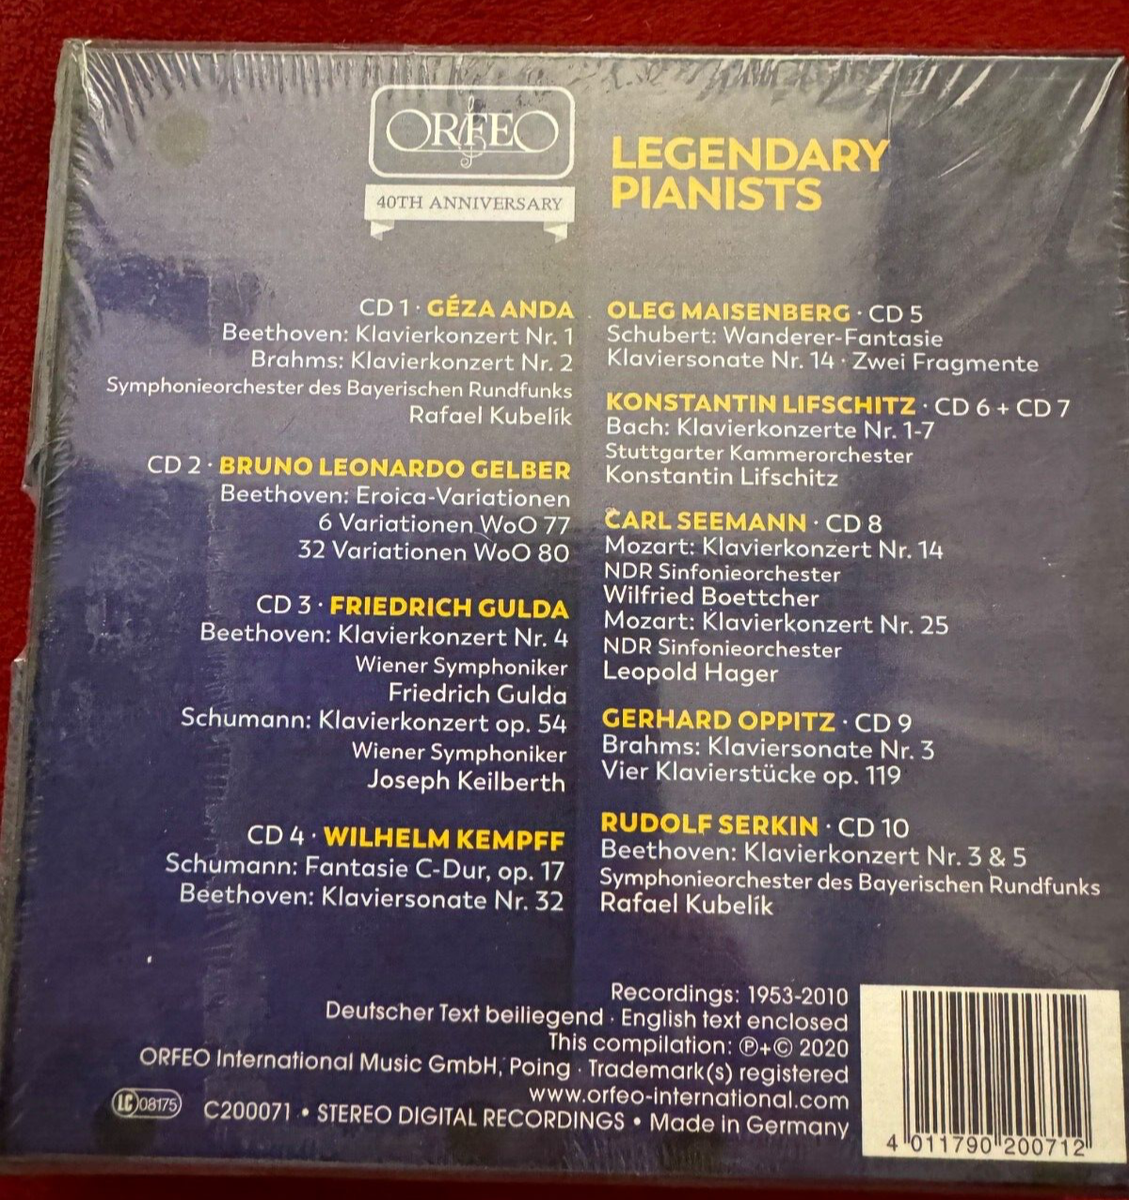 ORFEO
40TH ANNIVERSARY
LEGENDARY
PIANISTS
CD 1 · GÉZA ANDA
Beethoven: Klavierkonzert Nr. 1
Brahms: Klavierkonzert Nr. 2
Symphonieorchester des Bayerischen Rundfunks
Rafael Kubelík
CD 2 · BRUNO LEONARDO GELBER
Beethoven: Eroica-Variationen
6 Variationen WoO 77
32 Variationen WoO 80
CD 3 · FRIEDRICH GULDA
Beethoven: Klavierkonzert Nr. 4
Wiener Symphoniker
Friedrich Gulda
Schumann: Klavierkonzert op. 54
Wiener Symphoniker
Joseph Keilberth
CD 4 · WILHELM KEMPFF
Schumann: Fantasie C-Dur, op. 17
Beethoven: Klaviersonate Nr. 32
OLEG MAISENBERG · CD 5
Schubert: Wanderer-Fantasie
Klaviersonate Nr. 14 · Zwei Fragmente
KONSTANTIN LIFSCHITZ · CD 6 + CD 7
Bach: Klavierkonzerte Nr. 1-7
Stuttgarter Kammerorchester
Konstantin Lifschitz
CARL SEEMANN · CD 8
Mozart: Klavierkonzert Nr. 14
NDR Sinfonieorchester
Wilfried Boettcher
Mozart: Klavierkonzert Nr. 25
NDR Sinfonieorchester
Leopold Hager
GERHARD OPPITZ · CD 9
Brahms: Klaviersonate Nr. 3
Vier Klavierstücke op. 119
RUDOLF SERKIN · CD 10
Beethoven: Klavierkonzert Nr. 3 & 5
Symphonieorchester des Bayerischen Rundfunks
Rafael Kubelík
Recordings: 1953-2010
Deutscher Text beiliegend · English text enclosed
This compilation: ℗+© 2020
ORFEO International Music GmbH, Poing · Trademark(s) registered
www.orfeo-international.com
LC 08175 C200071 • STEREO DIGITAL RECORDINGS • Made in Germany
4 011790 200712